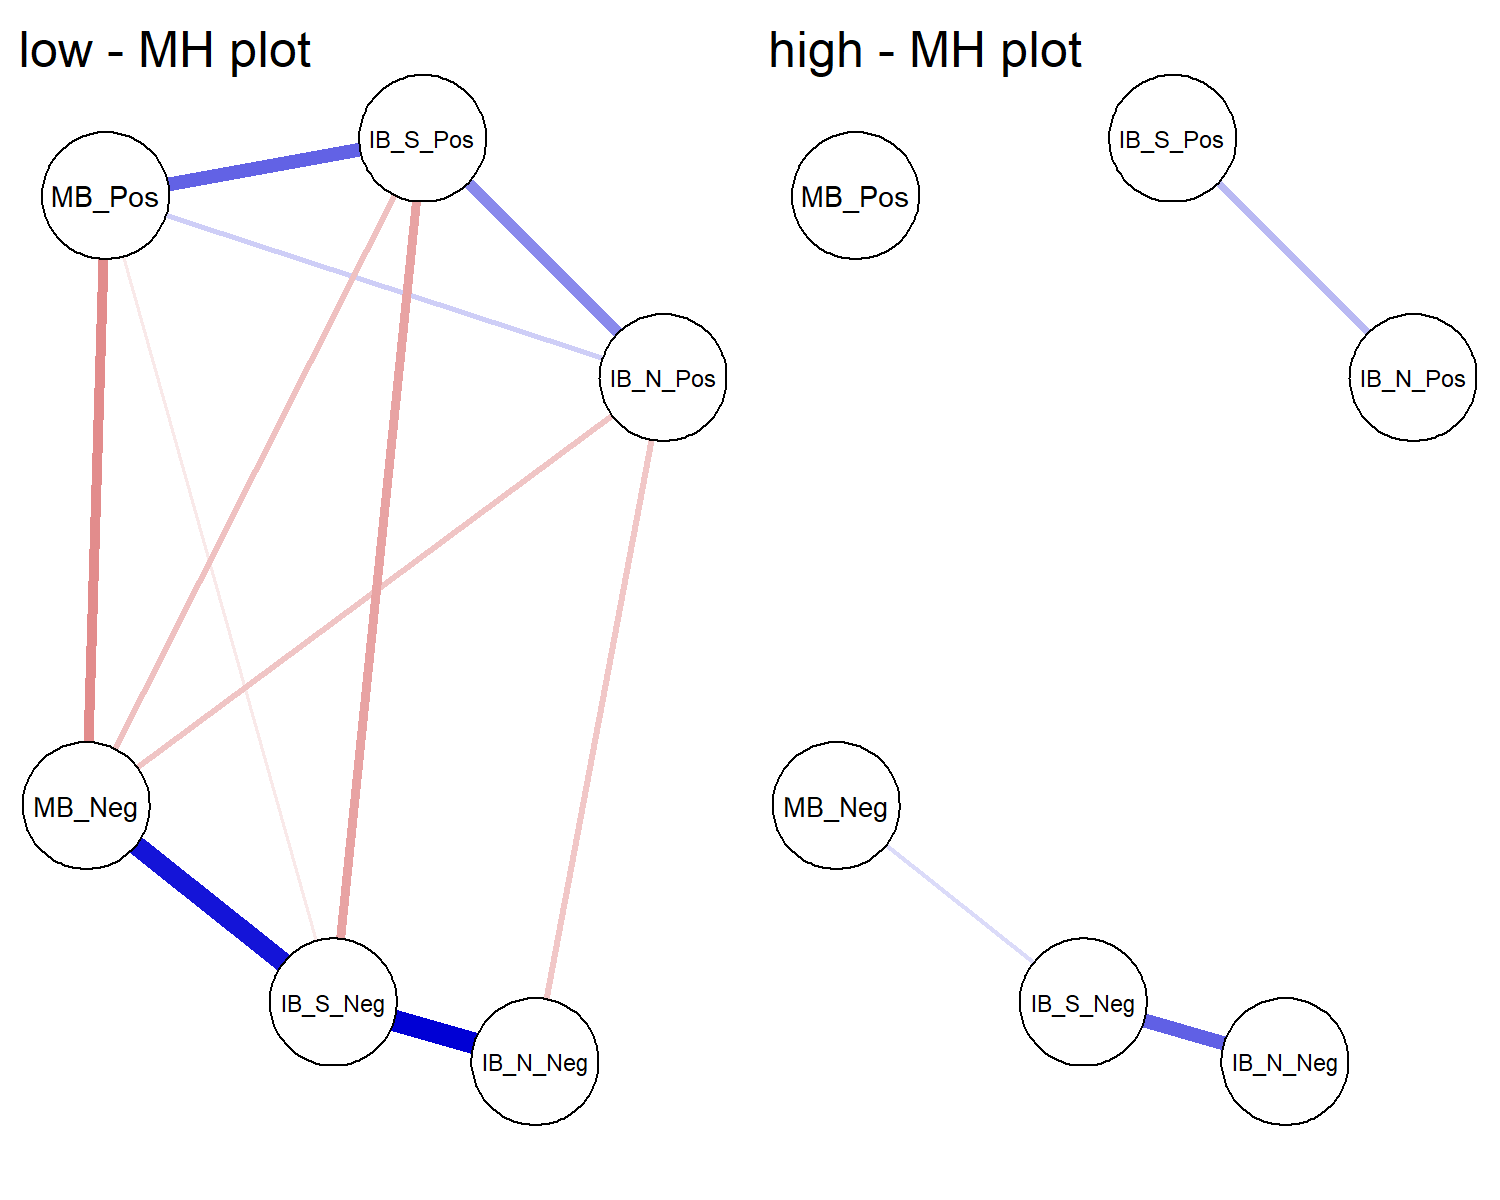 low - MH plot
IB_S_Pos
MB_Pos
IB_N_Pos
MB_Neg
IB_S_Neg
IB_N_Neg
high - MH plot
IB_S_Pos
MB_Pos
IB_N_Pos
MB_Neg
IB_S_Neg
IB_N_Neg